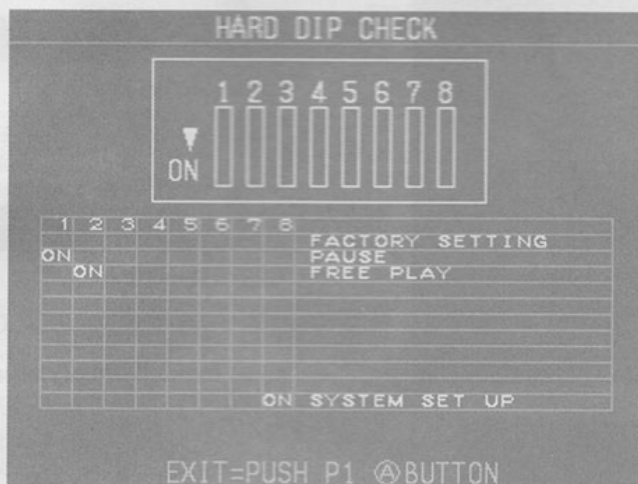 HARD DIP CHECK
1 2 3 4 5 6 7 8
ON
1 2 3 4 5 6 7 8
FACTORY SETTING
ON PAUSE
ON FREE PLAY
ON SYSTEM SET UP
EXIT=PUSH P1 Ⓐ BUTTON